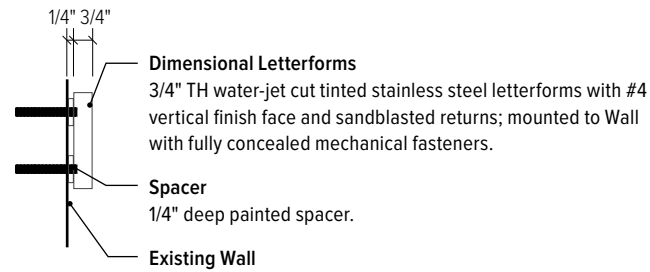 1/4" 3/4"
Dimensional Letterforms
3/4" TH water-jet cut tinted stainless steel letterforms with #4
vertical finish face and sandblasted returns; mounted to Wall
with fully concealed mechanical fasteners.
Spacer
1/4" deep painted spacer.
Existing Wall